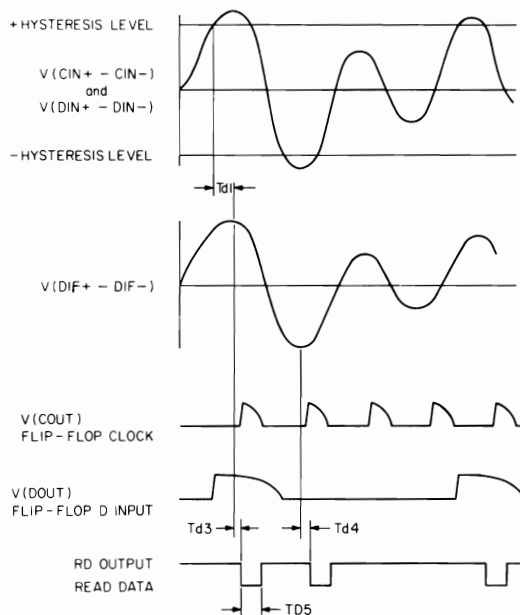 +HYSTERESIS LEVEL
V(CIN+ - CIN-)
and
V(DIN+ - DIN-)
-HYSTERESIS LEVEL
Td1
V(DIF+ - DIF-)
V(COUT)
FLIP-FLOP CLOCK
V(DOUT)
FLIP-FLOP D INPUT
Td3
Td4
RD OUTPUT
READ DATA
TD5